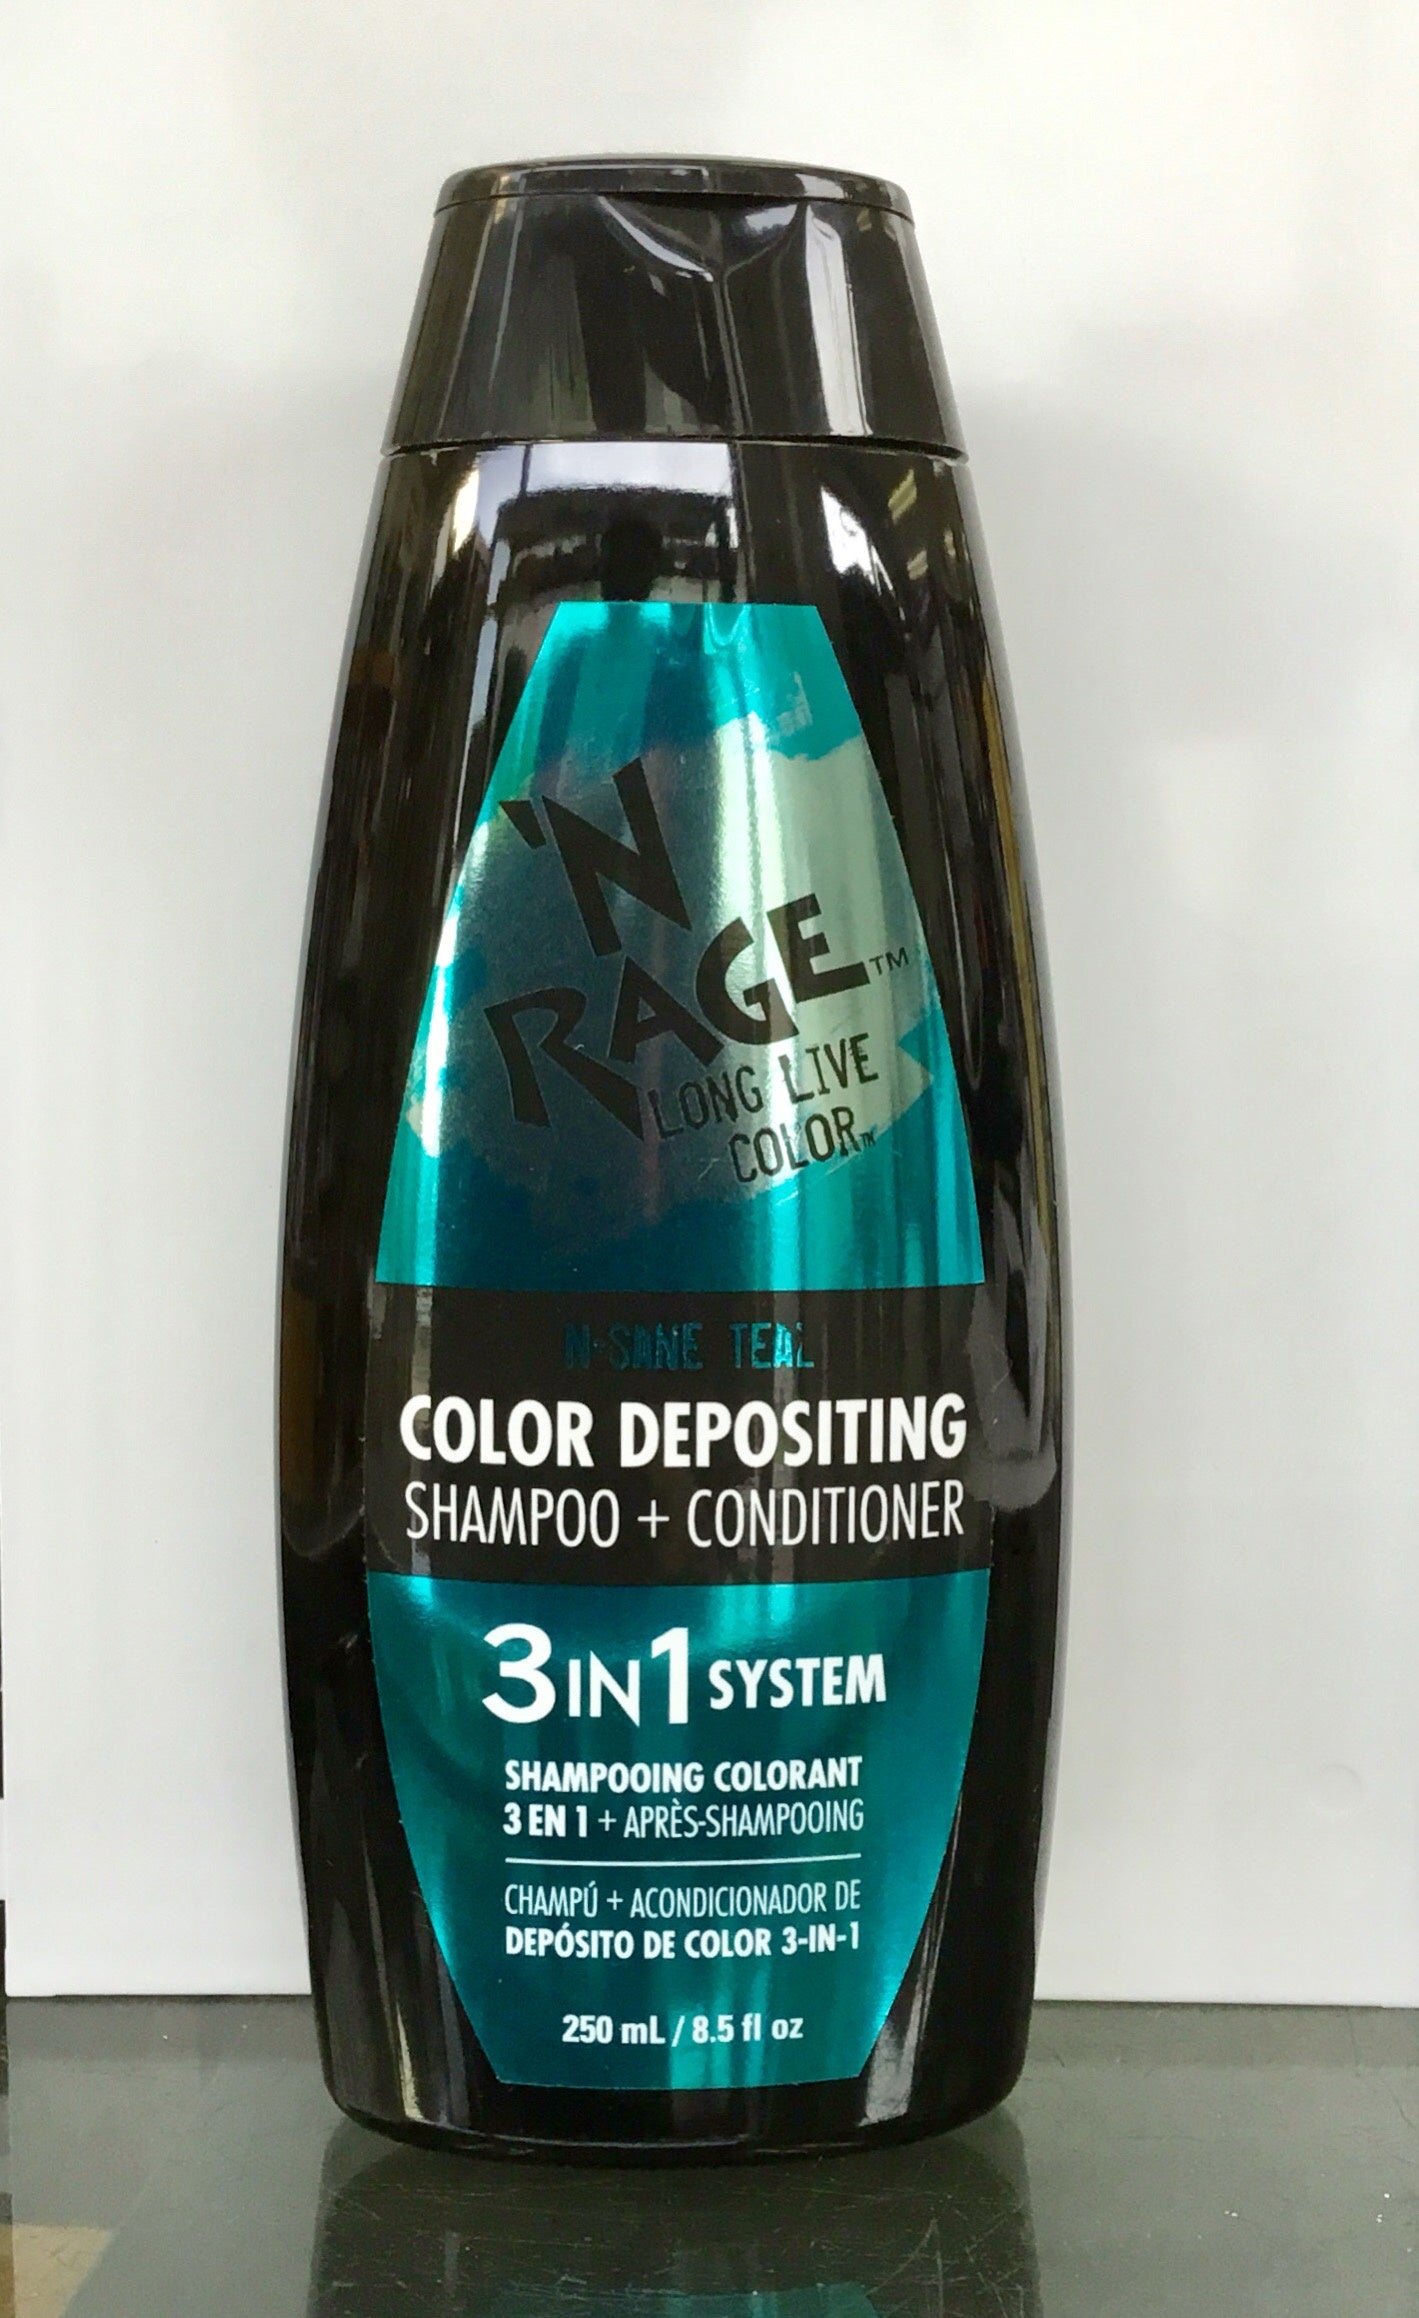 'N
RAGE™
LONG LIVE
COLOR™
N-SANE TEAL
COLOR DEPOSITING
SHAMPOO + CONDITIONER
3 IN 1 SYSTEM
SHAMPOOING COLORANT
3 EN 1 + APRÈS-SHAMPOOING
CHAMPÚ + ACONDICIONADOR DE
DEPÓSITO DE COLOR 3-IN-1
250 mL / 8.5 fl oz